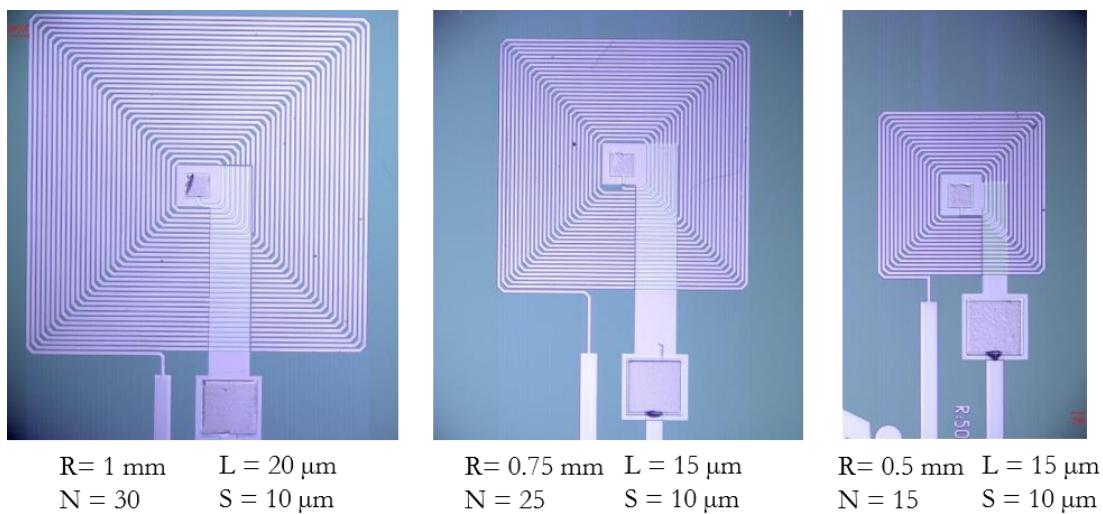 R:50
R= 1 mm L = 20 µm
N = 30 S = 10 µm
R= 0.75 mm L = 15 µm
N = 25 S = 10 µm
R= 0.5 mm L = 15 µm
N = 15 S = 10 µm